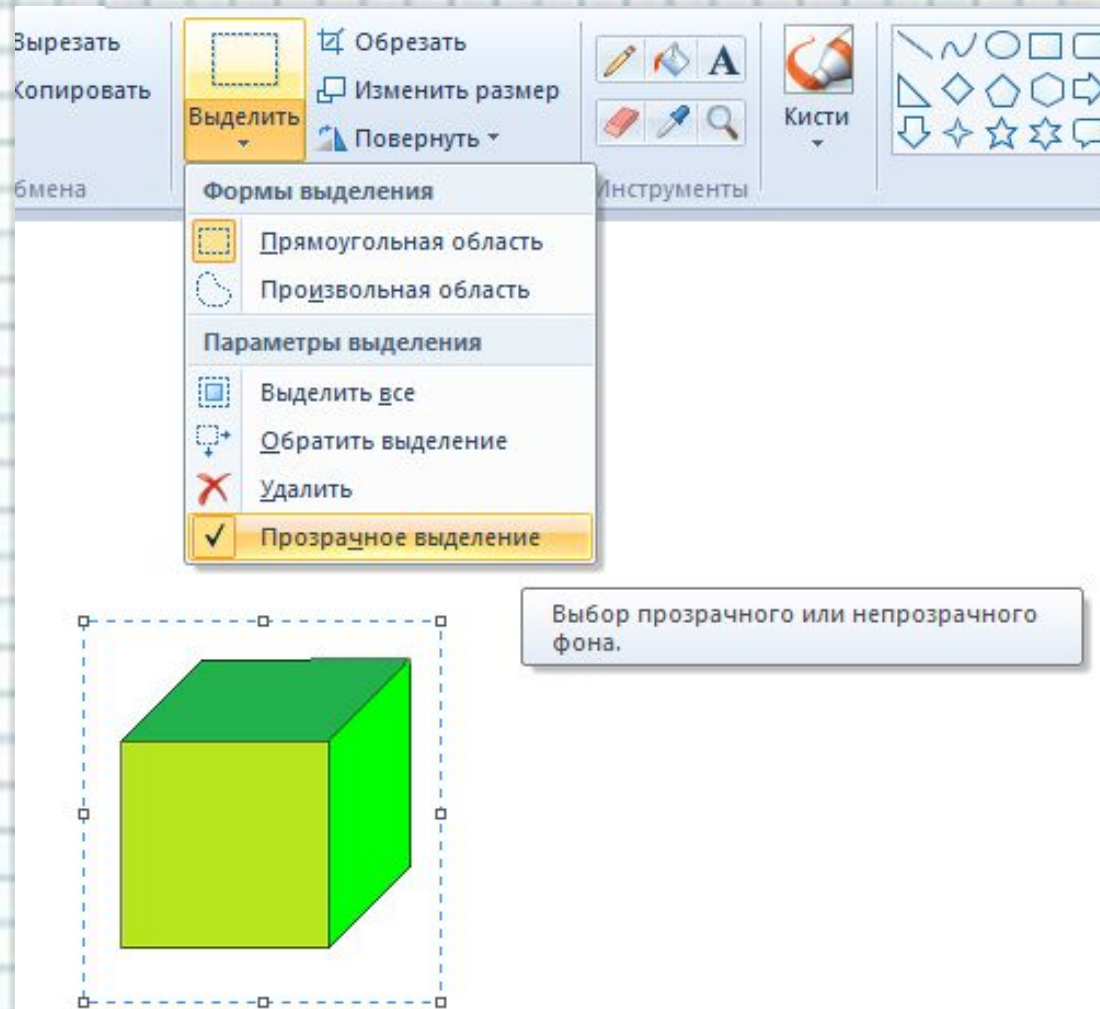 Вырезать
Копировать
Выделить
Обрезать
Изменить размер
Повернуть
А
Кисти
бмена
Инструменты
Формы выделения
Прямоугольная область
Произвольная область
Параметры выделения
Выделить все
Обратить выделение
Удалить
Прозрачное выделение
Выбор прозрачного или непрозрачного
фона.